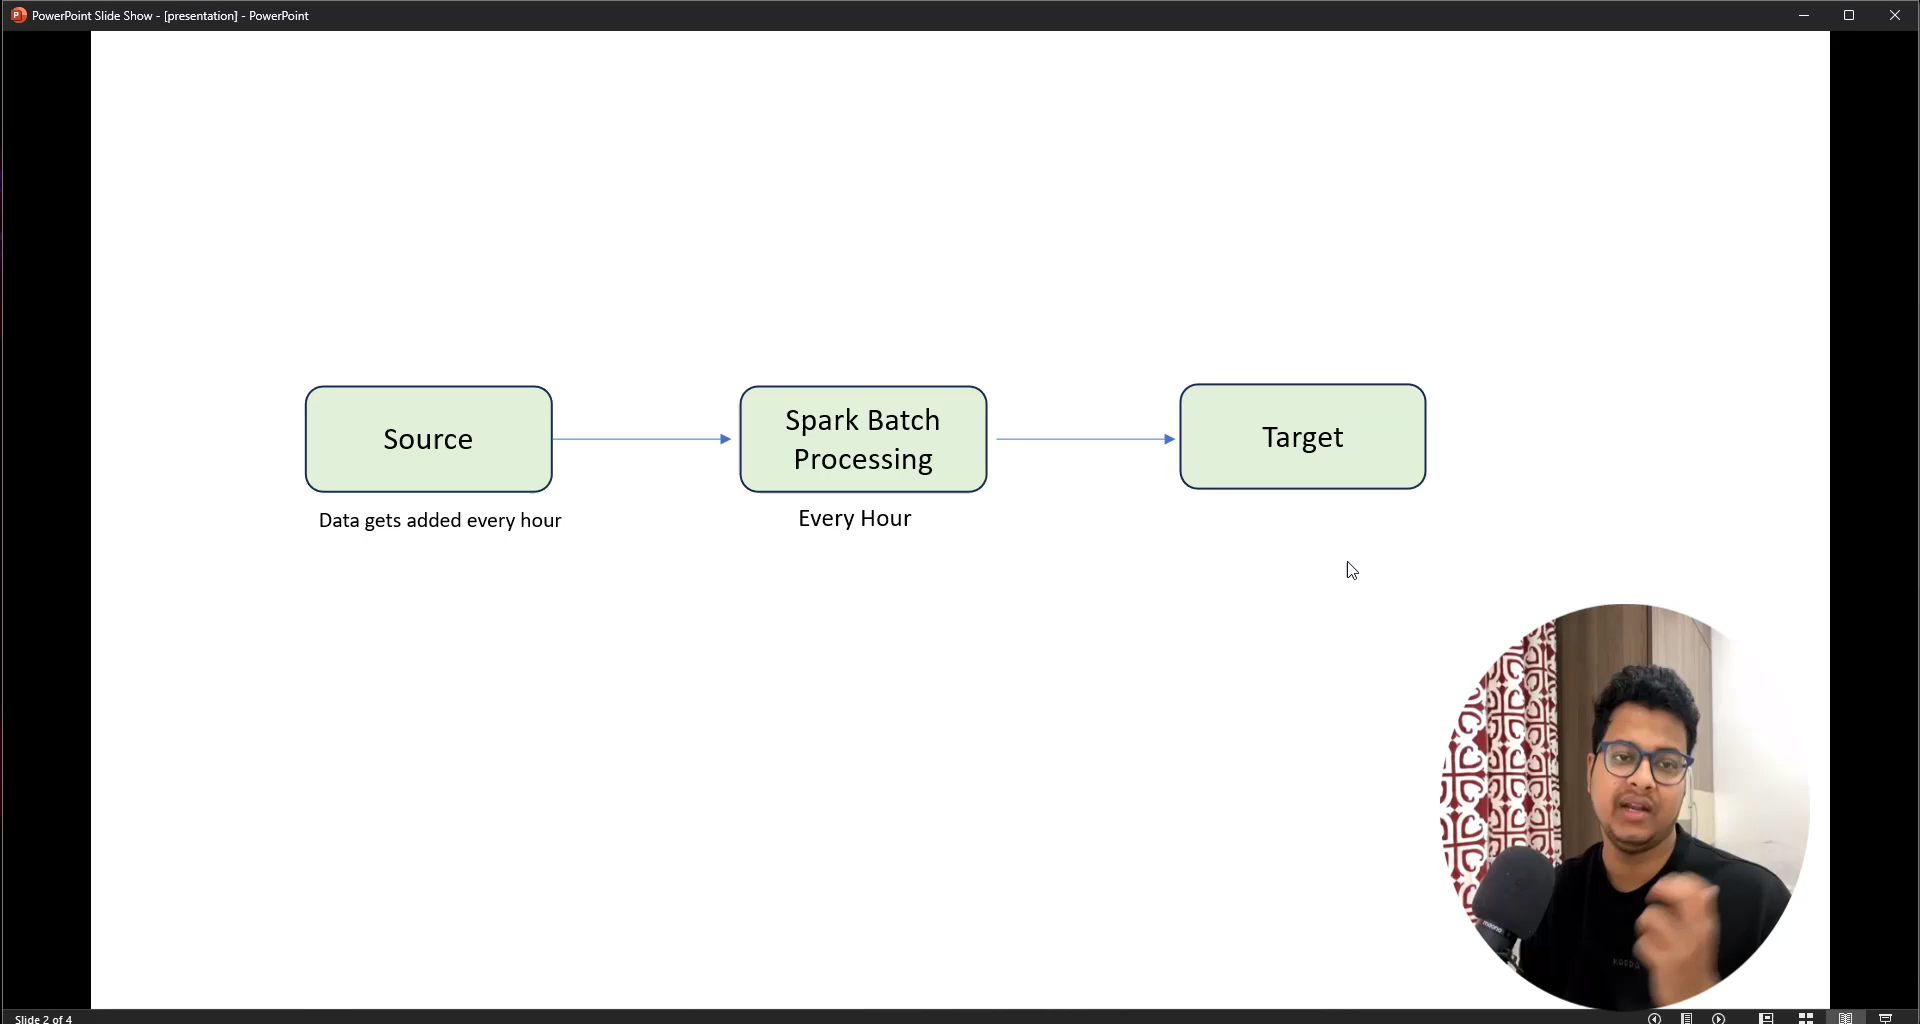 PowerPoint Slide Show - [presentation] - PowerPoint
Source
Spark Batch
Processing
Target
Data gets added every hour
Every Hour
maono
Slide 2 of 4